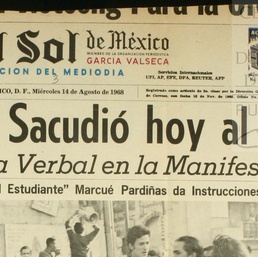 l Sol de México
MIEMBRO DE LA ORGANIZACION PERIODISTICA
GARCIA VALSECA
CION DEL MEDIODIA
Servicios Internacionales
UPI, AP, EFE, DPA, REUTER, AFP
ICO, D. F., Miércoles 14 de Agosto de 1968
Sacudió hoy al
a Verbal en la Manifes
l Estudiante" Marcué Pardiñas da Instrucciones